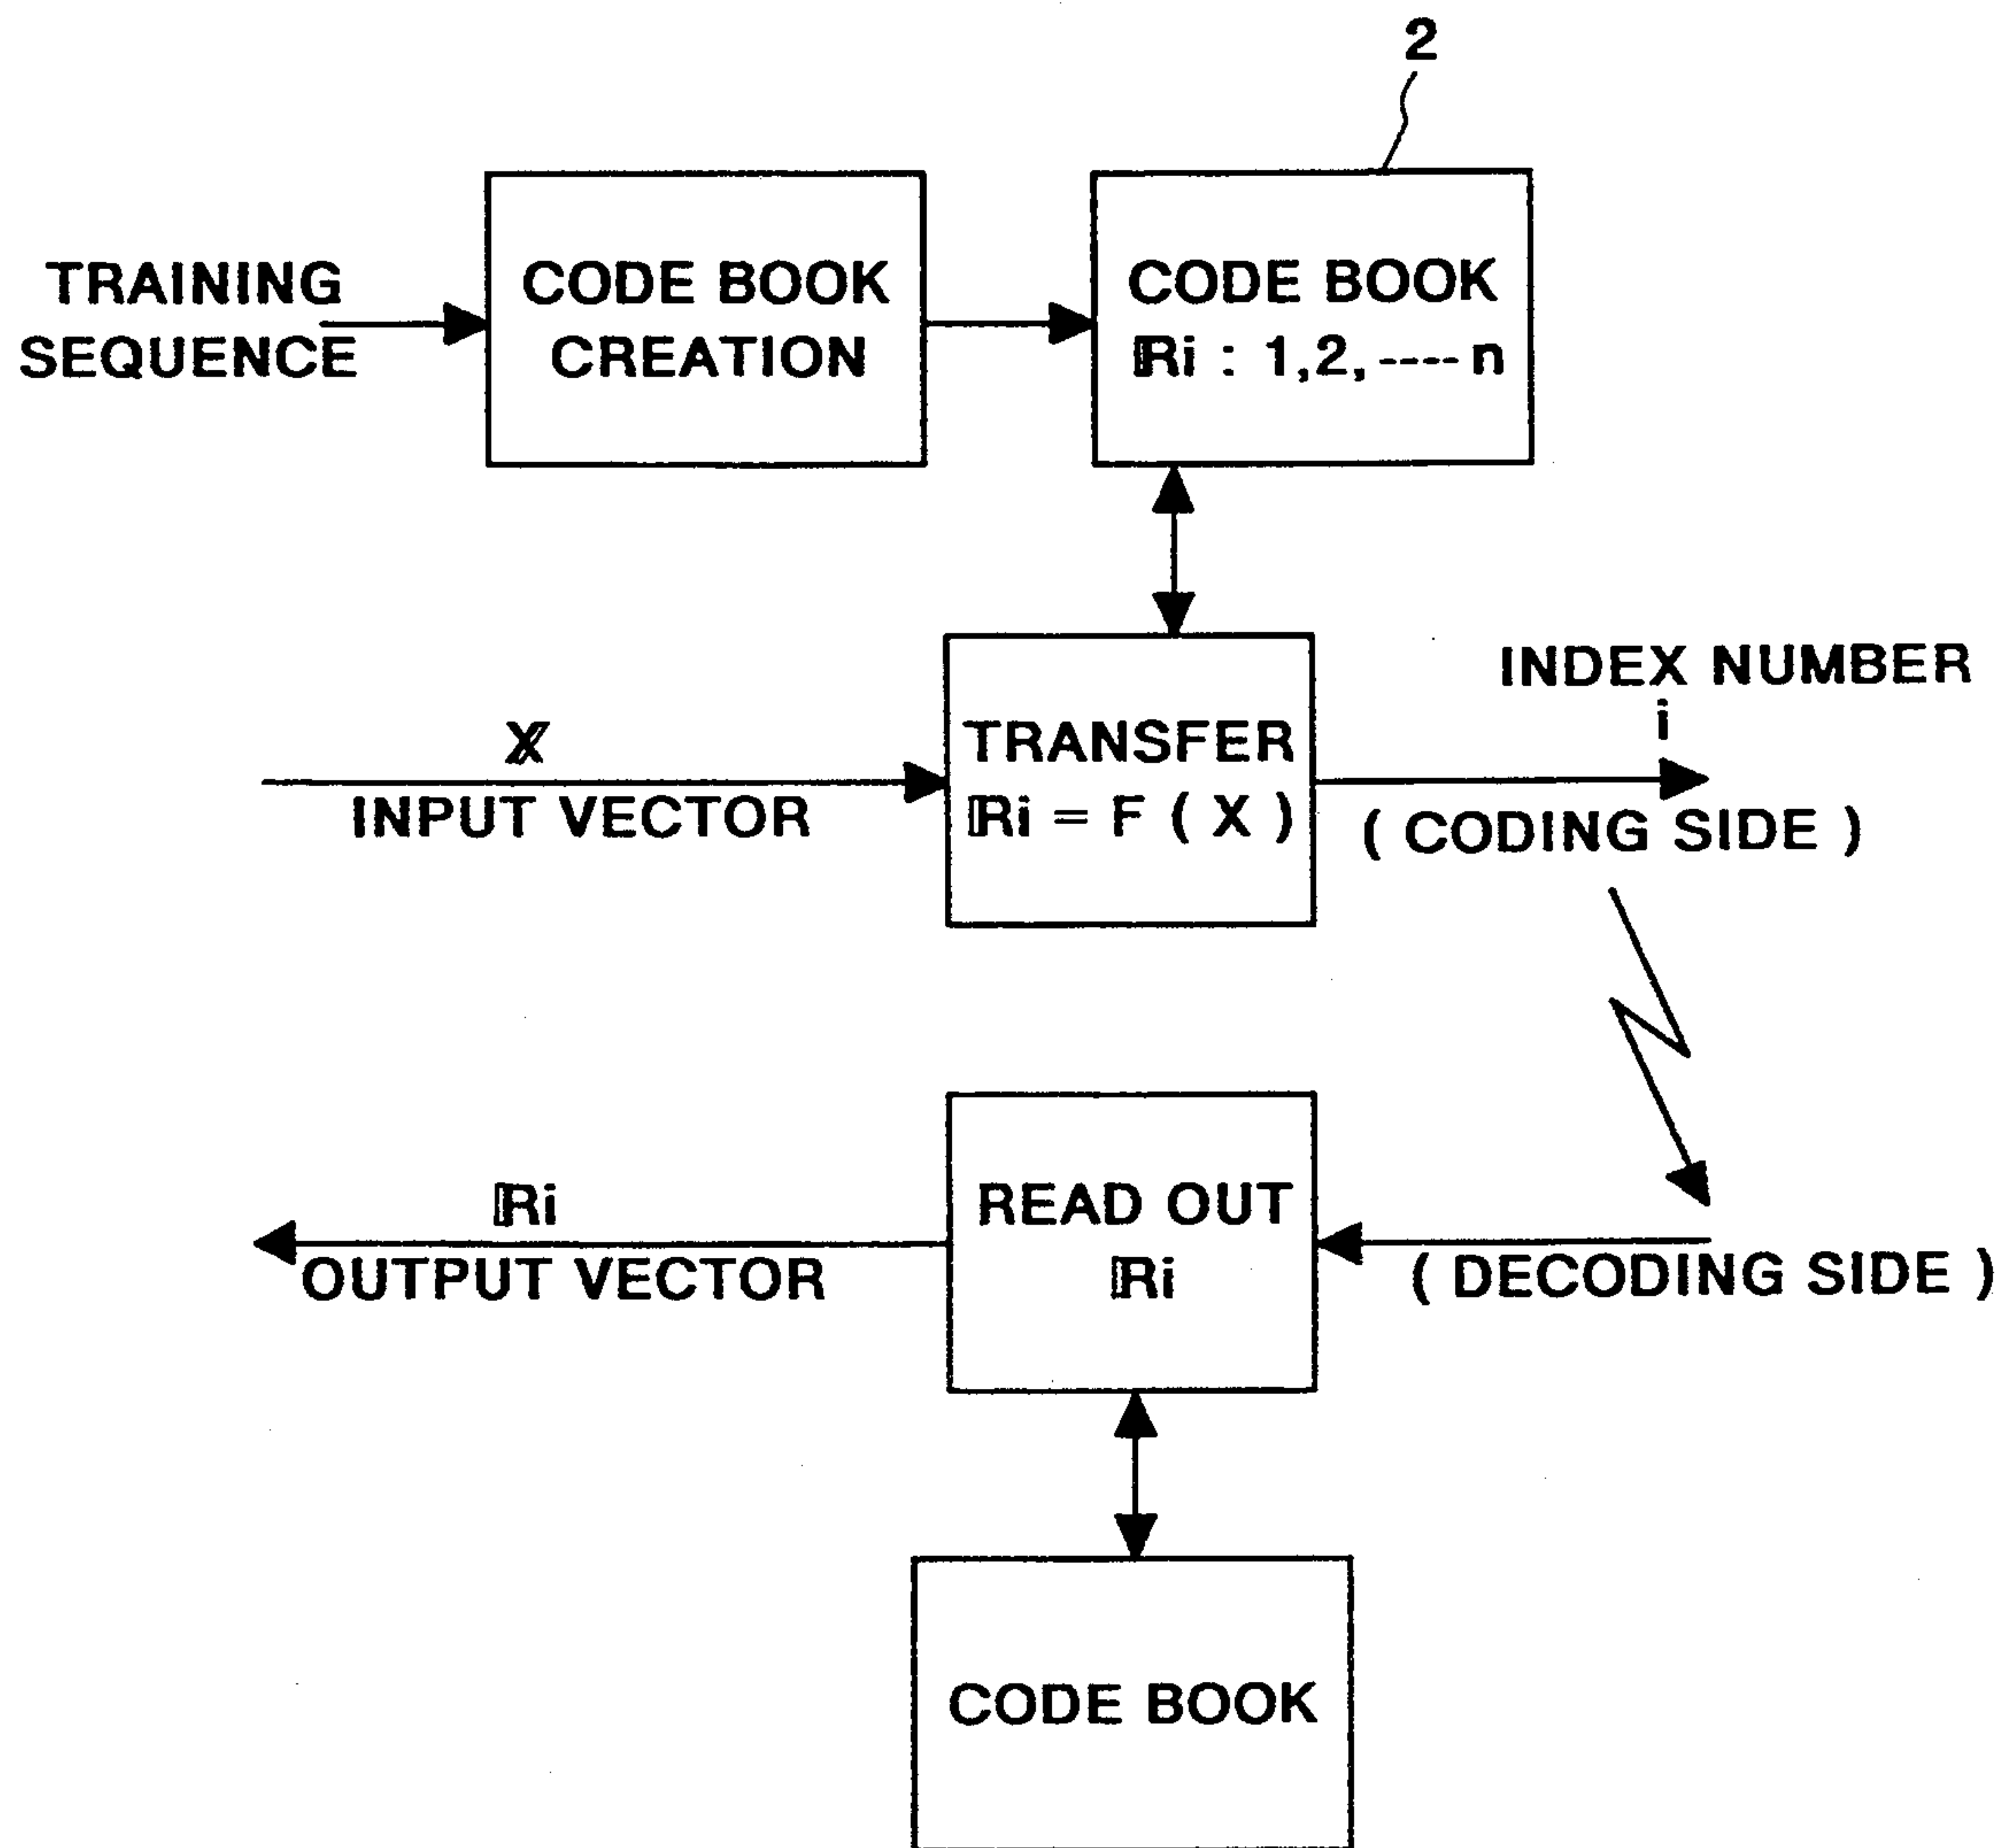 2
TRAINING
SEQUENCE
CODE BOOK
CREATION
CODE BOOK
ℝi : 1,2, ---- n
𝕏
INPUT VECTOR
TRANSFER
ℝi = F ( X )
INDEX NUMBER
i
( CODING SIDE )
ℝi
OUTPUT VECTOR
READ OUT
ℝi
( DECODING SIDE )
CODE BOOK